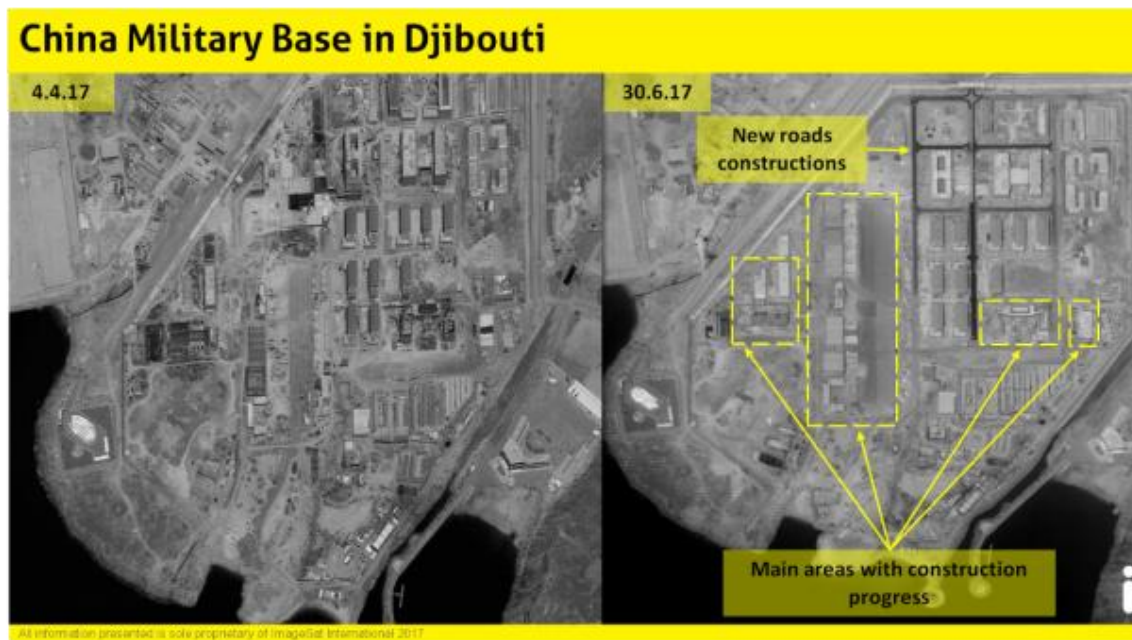 China Military Base in Djibouti
4.4.17
30.6.17
New roads
constructions
Main areas with construction
progress
i
All information presented is sole proprietary of ImageSat International 2017